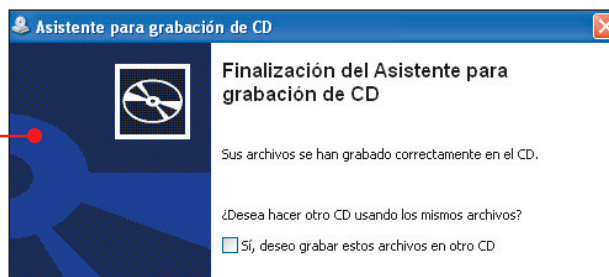 Asistente para grabación de CD
Finalización del Asistente para
grabación de CD
Sus archivos se han grabado correctamente en el CD.
¿Desea hacer otro CD usando los mismos archivos?
Sí, deseo grabar estos archivos en otro CD